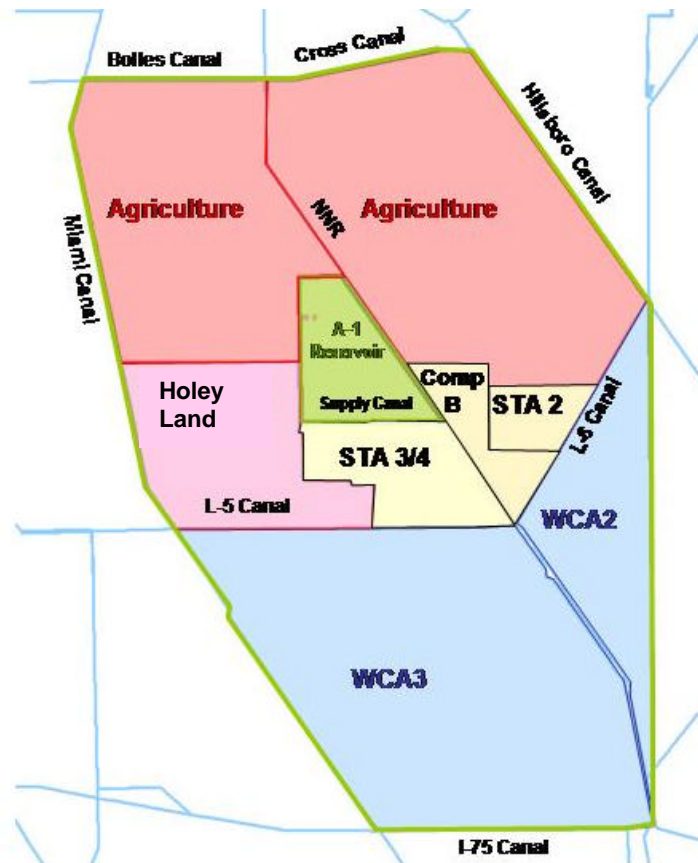 Cross Canal
Bolles Canal
Hillsboro Canal
Agriculture
Agriculture
NNR
Miami Canal
A-1
Reservoir
Comp
B
Holey
Land
Supply Canal
STA 2
L-6 Canal
STA 3/4
L-5 Canal
WCA2
WCA3
I-75 Canal